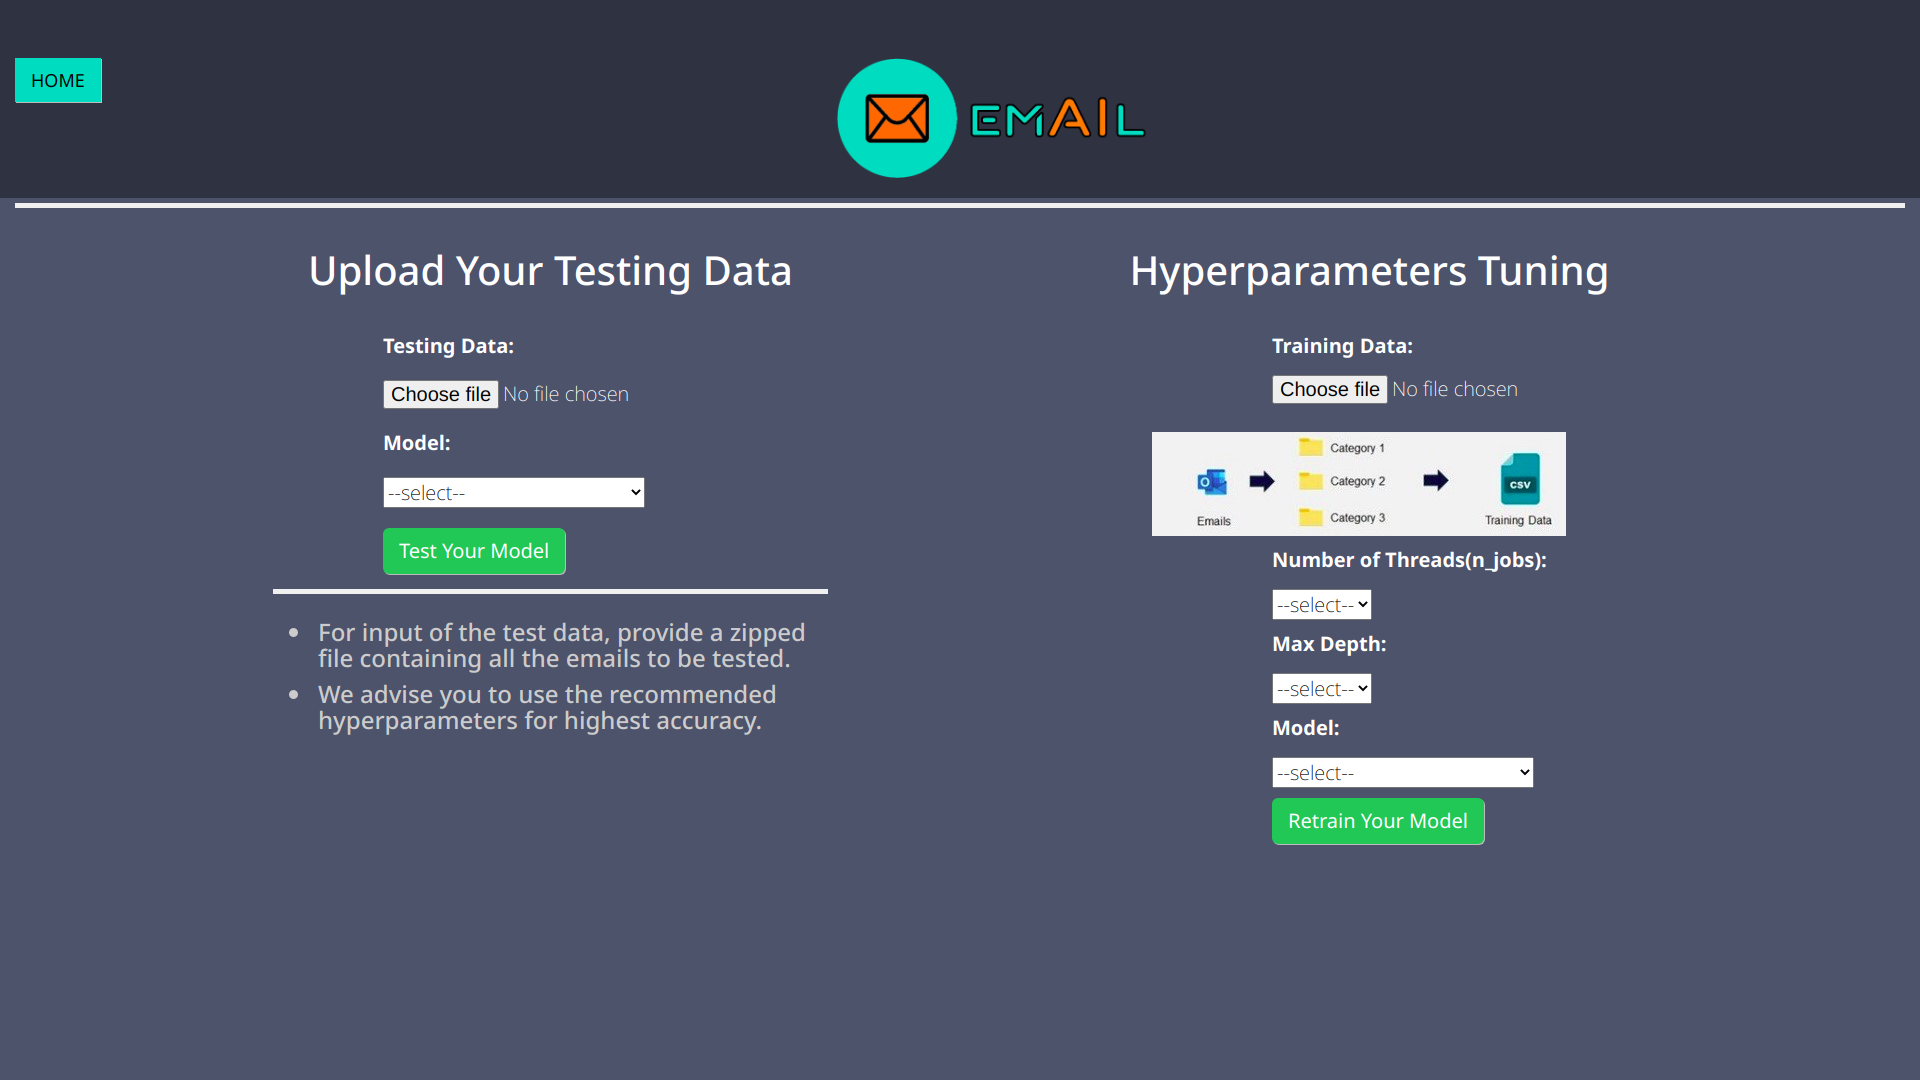 HOME
EMAIL
Upload Your Testing Data
Testing Data:
Choose file No file chosen
Model:
--select--
Test Your Model
For input of the test data, provide a zipped
file containing all the emails to be tested.
We advise you to use the recommended
hyperparameters for highest accuracy.
Hyperparameters Tuning
Training Data:
Choose file No file chosen
Category 1
Category 2
Category 3
Emails
CSV
Training Data
Number of Threads(n_jobs):
--select--
Max Depth:
--select--
Model:
--select--
Retrain Your Model